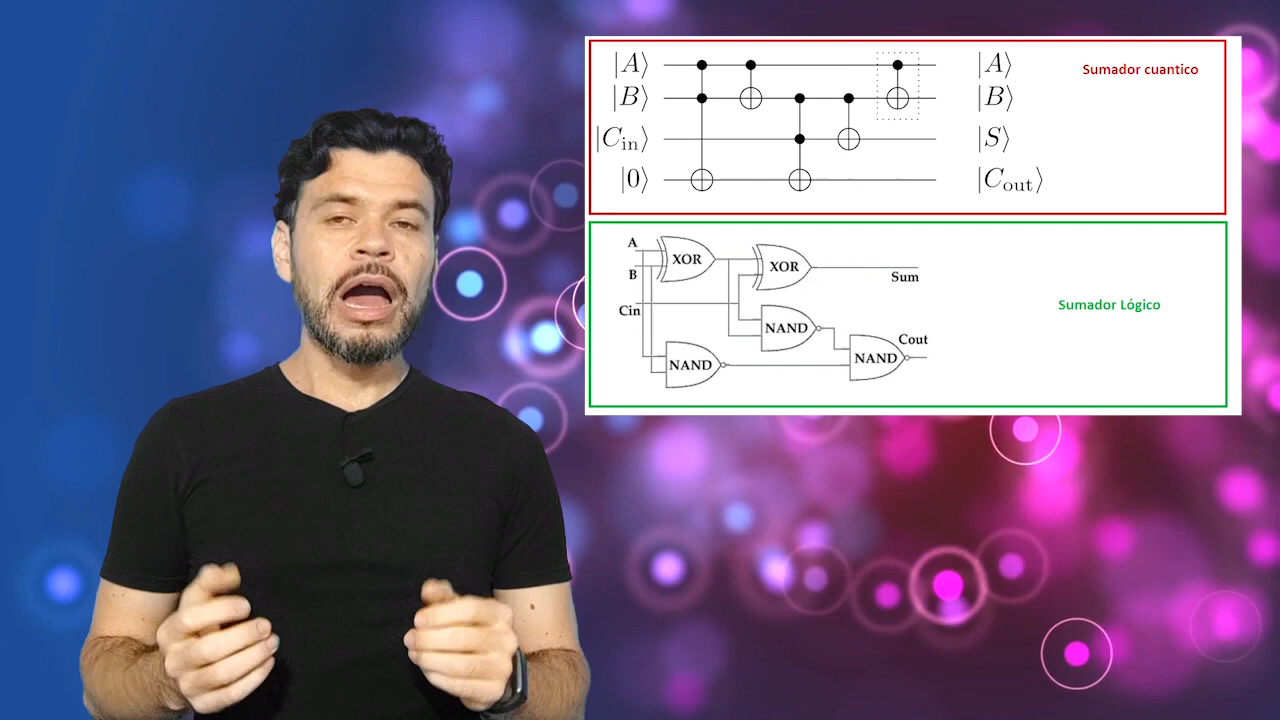 |A⟩ |A⟩ Sumador cuantico
|B⟩ |B⟩
|C_in⟩ |S⟩
|0⟩ |C_out⟩
A
B
Cin
XOR
XOR
Sum
NAND
NAND
NAND
Cout
Sumador Lógico